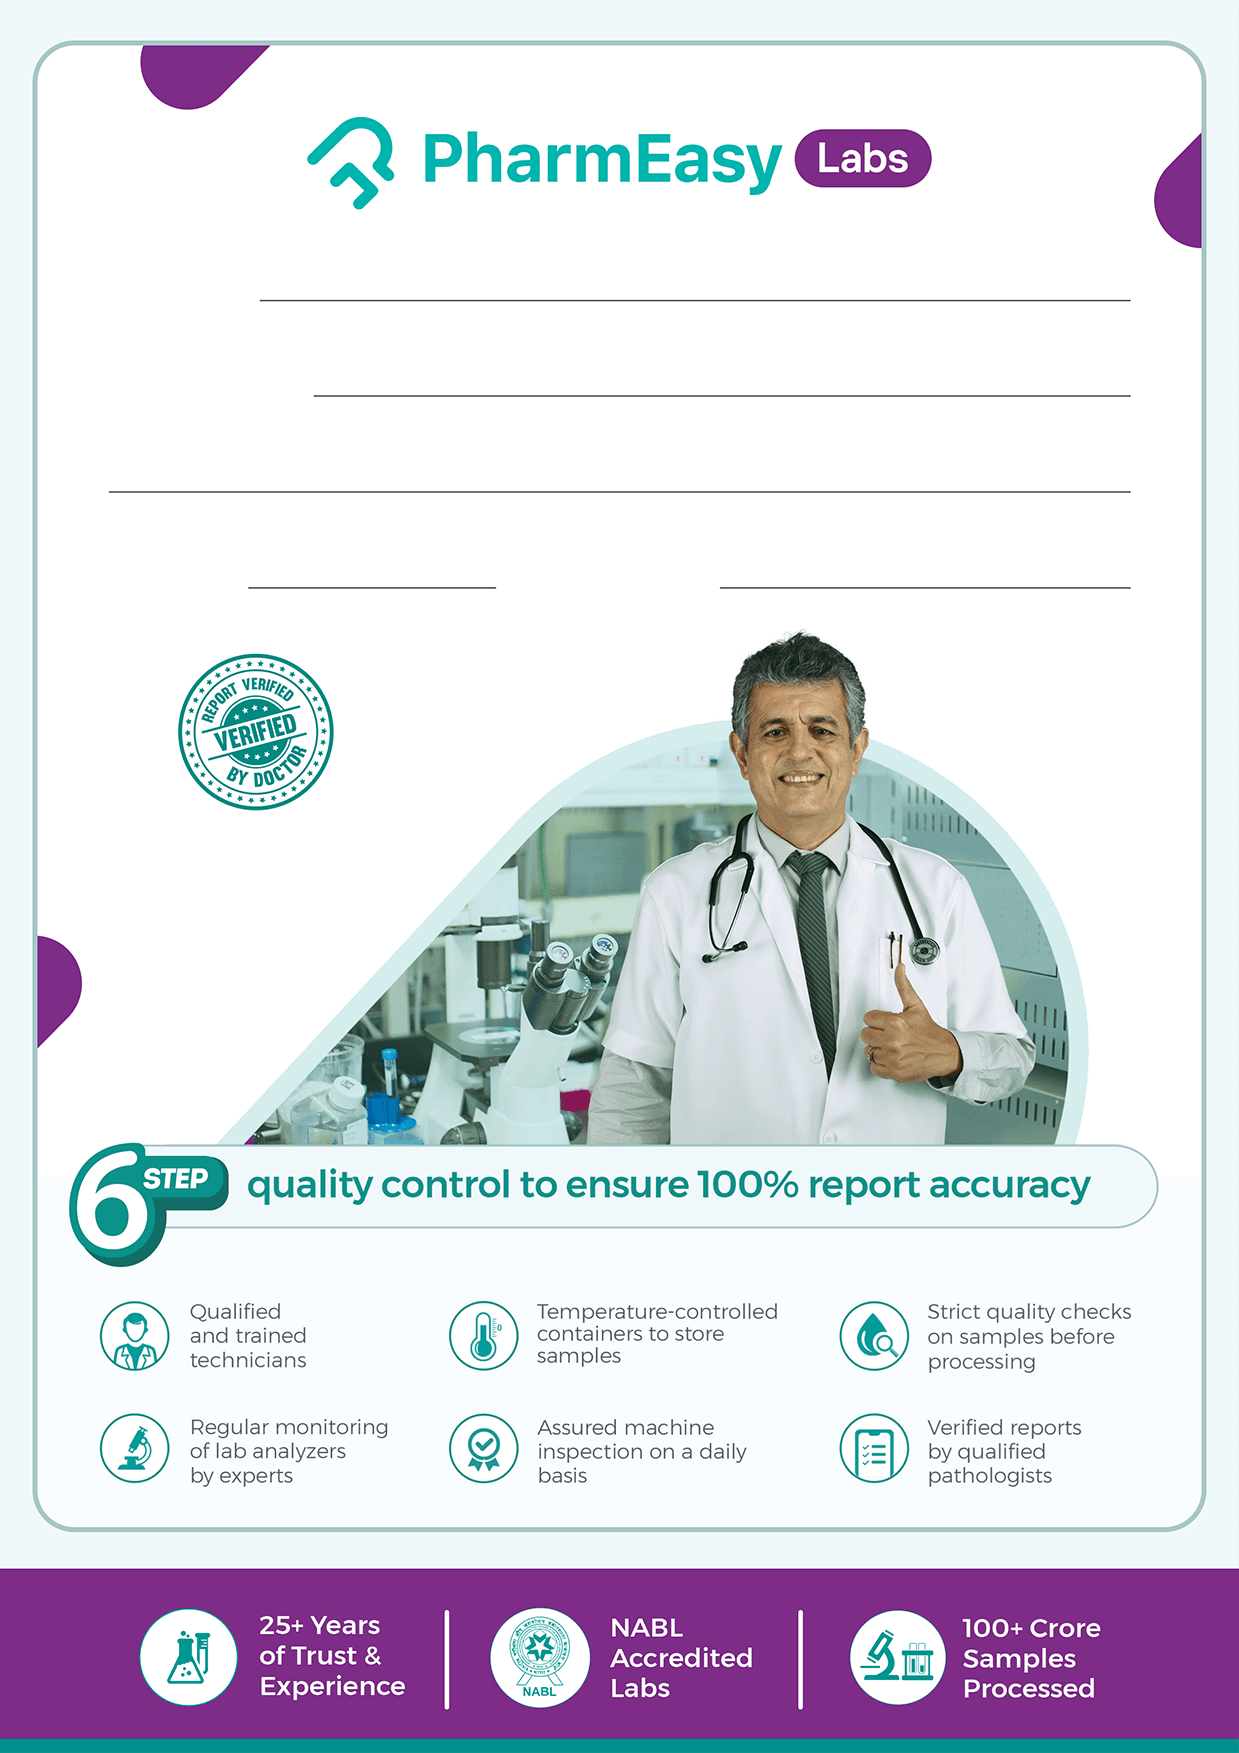 PharmEasy Labs
REPORT VERIFIED
VERIFIED
BY DOCTOR
6 STEP quality control to ensure 100% report accuracy
Qualified
and trained
technicians
Temperature-controlled
containers to store
samples
Strict quality checks
on samples before
processing
Regular monitoring
of lab analyzers
by experts
Assured machine
inspection on a daily
basis
Verified reports
by qualified
pathologists
25+ Years
of Trust &
Experience
NABL
NABL
Accredited
Labs
100+ Crore
Samples
Processed